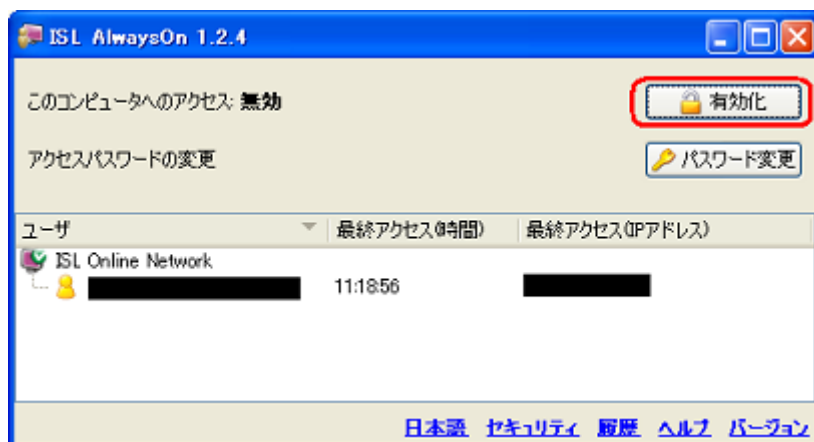 ISL AlwaysOn 1.2.4
このコンピュータへのアクセス: 無効
有効化
アクセスパスワードの変更
パスワード変更
ユーザ 最終アクセス(時間) 最終アクセス(IPアドレス)
ISL Online Network
11:18:56
日本語 セキュリティ 履歴 ヘルプ バージョン